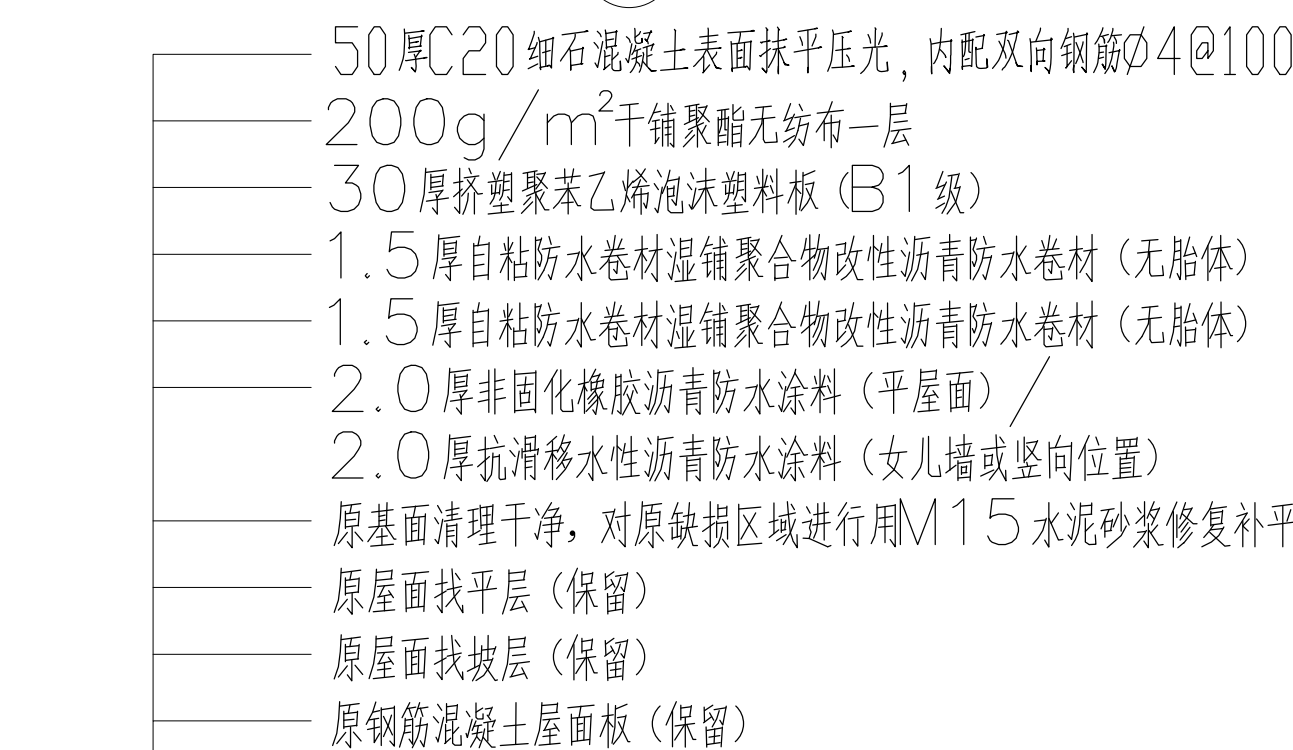 50厚C20细石混凝土表面抹平压光，内配双向钢筋Ø4@100
200g/m²干铺聚酯无纺布一层
30厚挤塑聚苯乙烯泡沫塑料板（B1级）
1.5厚自粘防水卷材湿铺聚合物改性沥青防水卷材（无胎体）
1.5厚自粘防水卷材湿铺聚合物改性沥青防水卷材（无胎体）
2.0厚非固化橡胶沥青防水涂料（平屋面）/
2.0厚抗滑移水性沥青防水涂料（女儿墙或竖向位置）
原基面清理干净，对原缺损区域进行用M15水泥砂浆修复补平
原屋面找平层（保留）
原屋面找坡层（保留）
原钢筋混凝土屋面板（保留）